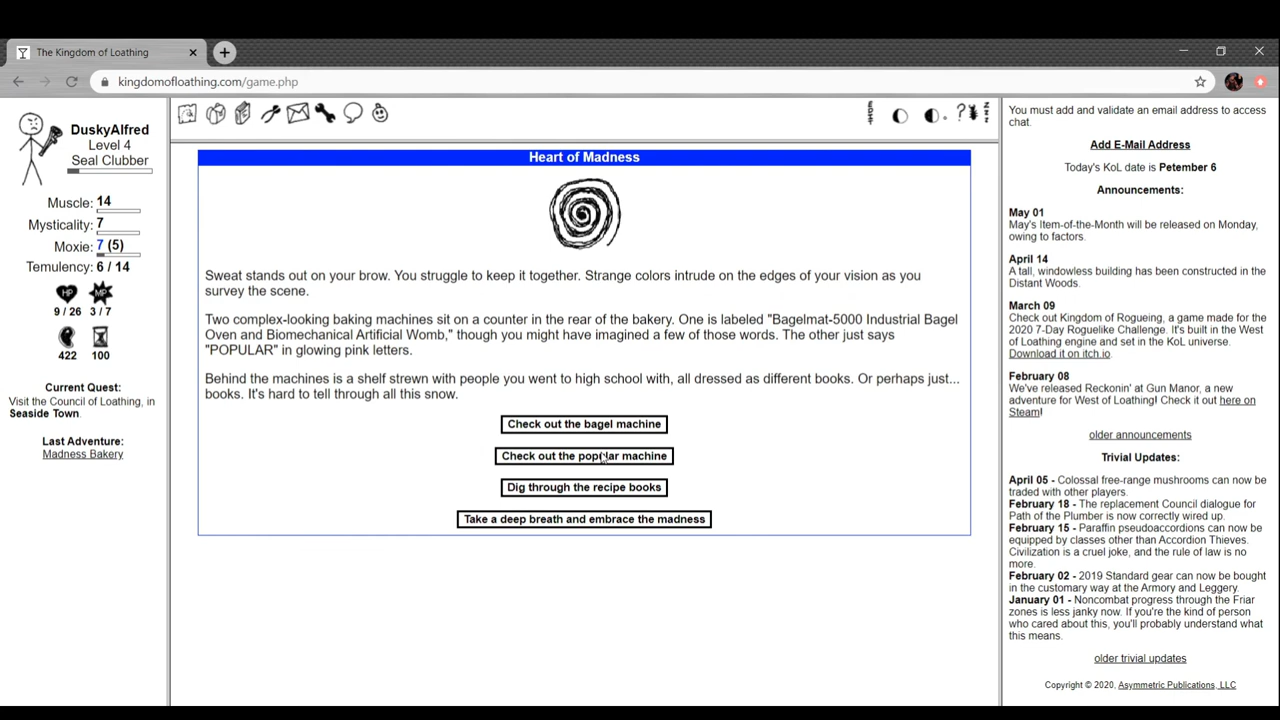 The Kingdom of Loathing
kingdomofloathing.com/game.php
DuskyAlfred
Level 4
Seal Clubber
Muscle: 14
Mysticality: 7
Moxie: 7 (5)
Temulency: 6 / 14
HP MP
9 / 26 3 / 7
422 100
Current Quest:
Visit the Council of Loathing, in
Seaside Town.
Last Adventure:
Madness Bakery
Heart of Madness
Sweat stands out on your brow. You struggle to keep it together. Strange colors intrude on the edges of your vision as you
survey the scene.
Two complex-looking baking machines sit on a counter in the rear of the bakery. One is labeled "Bagelmat-5000 Industrial Bagel
Oven and Biomechanical Artificial Womb," though you might have imagined a few of those words. The other just says
"POPULAR" in glowing pink letters.
Behind the machines is a shelf strewn with people you went to high school with, all dressed as different books. Or perhaps just...
books. It's hard to tell through all this snow.
Check out the bagel machine
Check out the popular machine
Dig through the recipe books
Take a deep breath and embrace the madness
You must add and validate an email address to access
chat.
Add E-Mail Address
Today's KoL date is Petember 6
Announcements:
May 01
May's Item-of-the-Month will be released on Monday,
owing to factors.
April 14
A tall, windowless building has been constructed in the
Distant Woods.
March 09
Check out Kingdom of Rogueing, a game made for the
2020 7-Day Roguelike Challenge. It's built in the West
of Loathing engine and set in the KoL universe.
Download it on itch.io.
February 08
We've released Reckonin' at Gun Manor, a new
adventure for West of Loathing! Check it out here on
Steam!
older announcements
Trivial Updates:
April 05 - Colossal free-range mushrooms can now be
traded with other players.
February 18 - The replacement Council dialogue for
Path of the Plumber is now correctly wired up.
February 15 - Paraffin pseudoaccordions can now be
equipped by classes other than Accordion Thieves.
Civilization is a cruel joke, and the rule of law is no
more.
February 02 - 2019 Standard gear can now be bought
in the customary way at the Armory and Leggery.
January 01 - Noncombat progress through the Friar
zones is less janky now. If you're the kind of person
who cared about this, you'll probably understand what
this means.
older trivial updates
Copyright © 2020, Asymmetric Publications, LLC